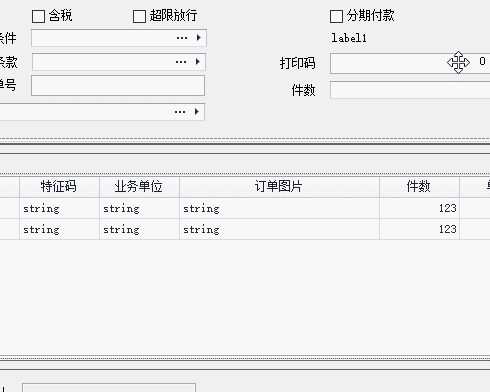 含税 超限放行 分期付款
条件 label1
条款 打印码 0
单号 件数
特征码 业务单位 订单图片 件数
string string string 123
string string string 123